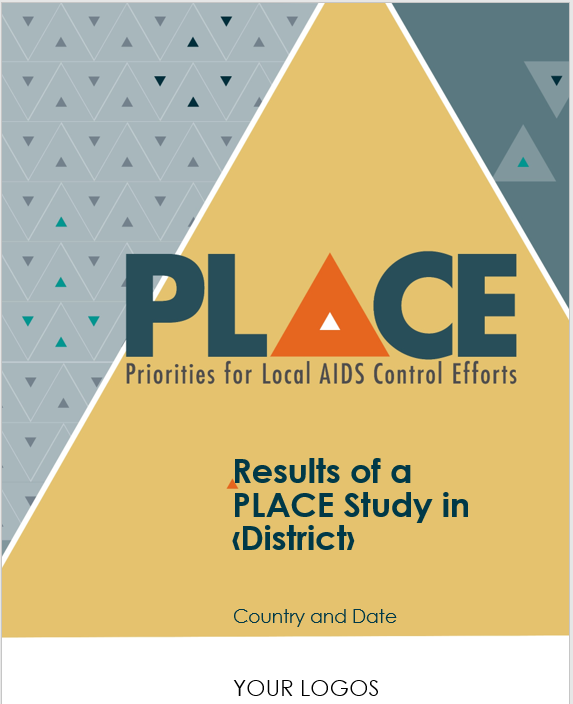 PLACE
Priorities for Local AIDS Control Efforts
Results of a
PLACE Study in
‹District›
Country and Date
YOUR LOGOS